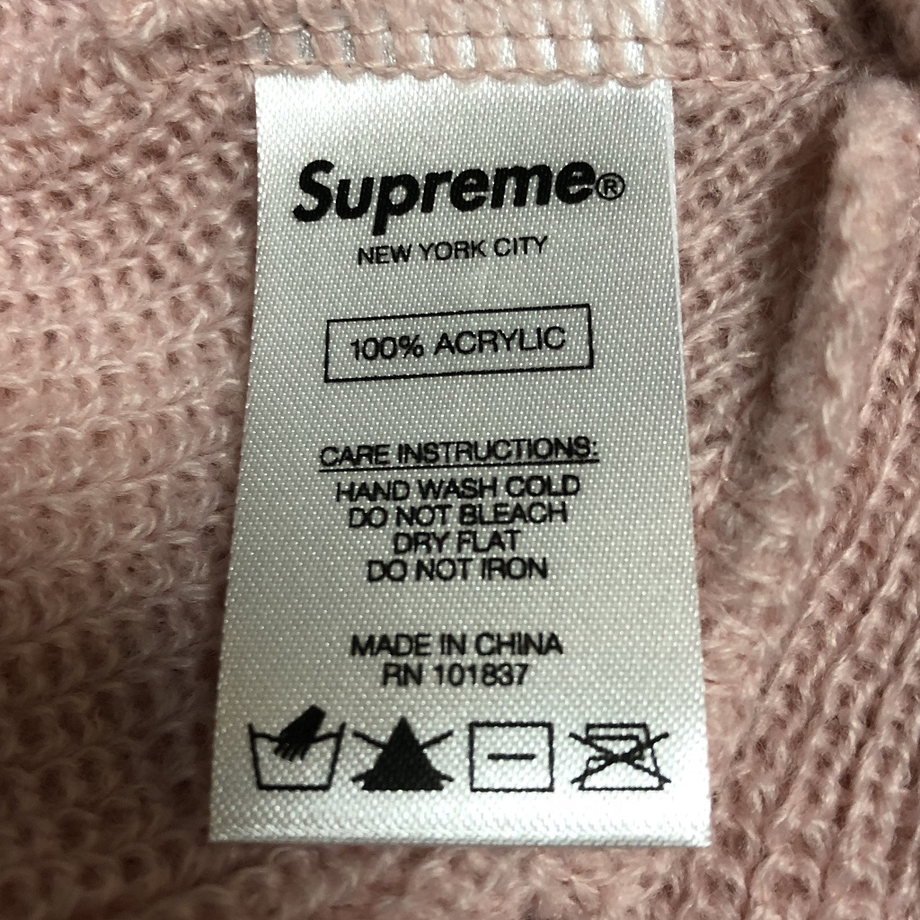 Supreme®
NEW YORK CITY
100% ACRYLIC
CARE INSTRUCTIONS:
HAND WASH COLD
DO NOT BLEACH
DRY FLAT
DO NOT IRON
MADE IN CHINA
RN 101837